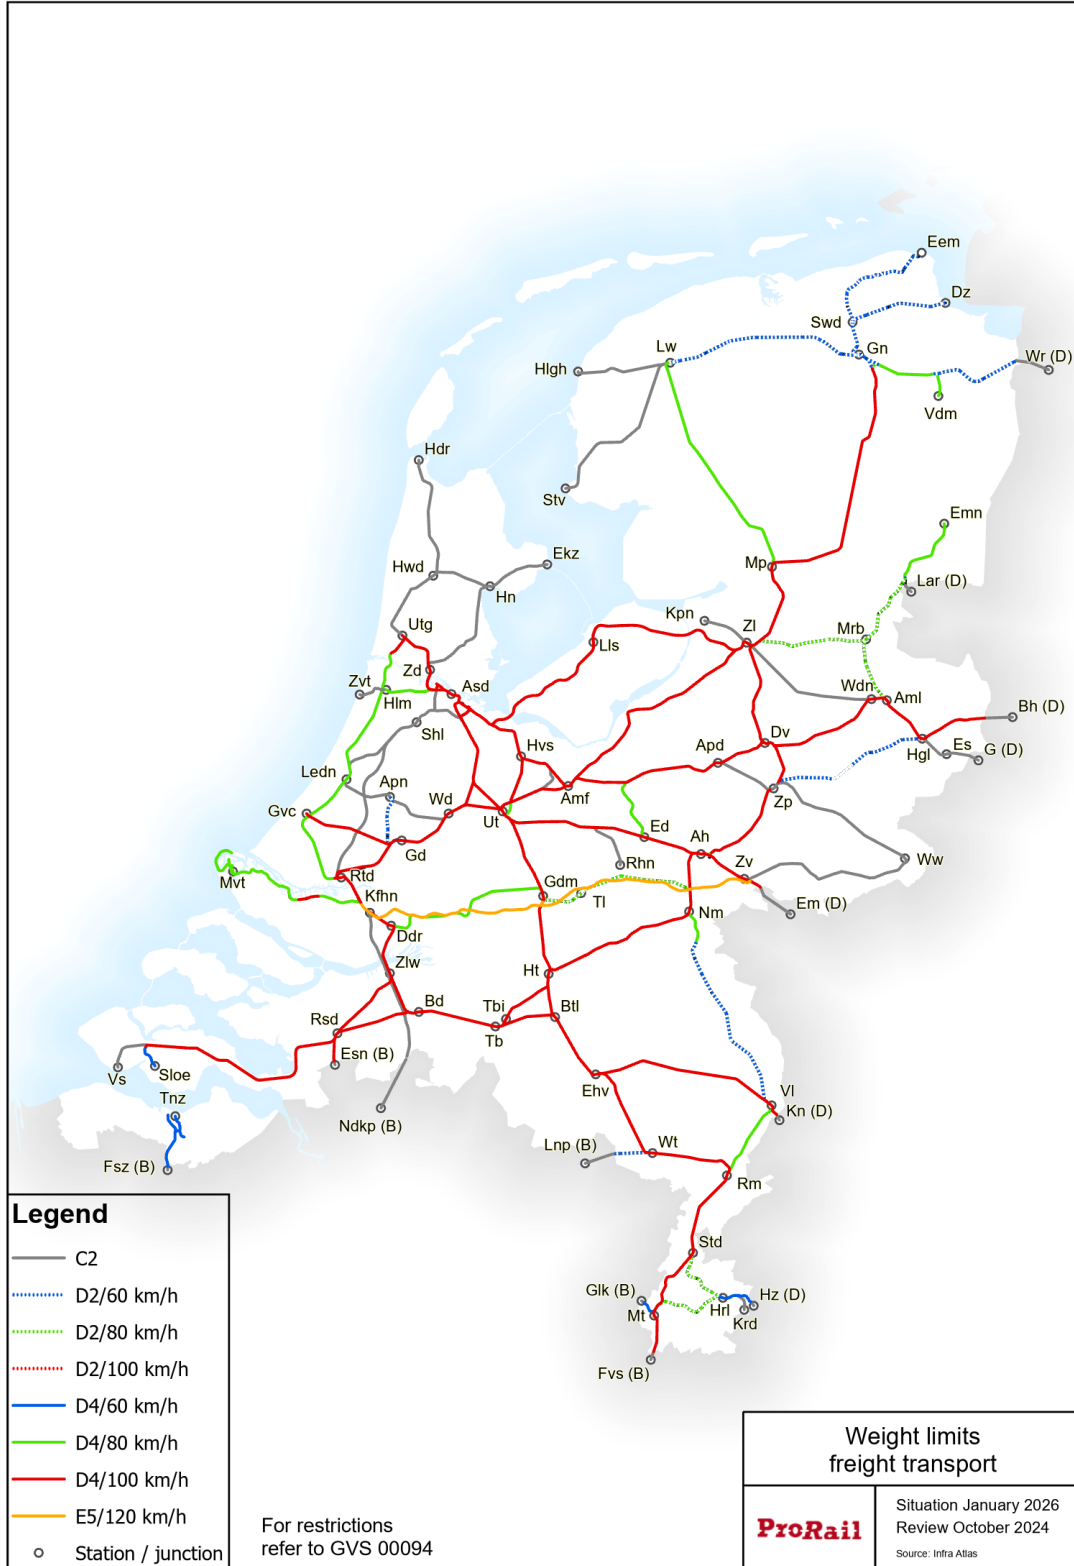 Eem
Dz
Swd
Gn
Wr (D)
Lw
Hlgh
Vdm
Hdr
Stv
Emn
Ekz
Mp
Hwd
Lar (D)
Hn
Kpn
Zl
Mrb
Utg
Lls
Zd
Zvt
Asd
Wdn
Aml
Hlm
Bh (D)
Shl
Dv
Hvs
Apd
Hgl
Es
G (D)
Ledn
Apn
Amf
Zp
Gvc
Wd
Ut
Ed
Ah
Gd
Zv
Ww
Rhn
Mvt
Rtd
Gdm
Kfhn
Tl
Em (D)
Nm
Ddr
Zlw
Ht
Bd
Tbi
Btl
Rsd
Tb
Esn (B)
Vs
Sloe
Ehv
Tnz
Vl
Kn (D)
Ndkp (B)
Lnp (B)
Wt
Fsz (B)
Rm
Std
Glk (B)
Hz (D)
Mt
Hrl
Krd
Fvs (B)
Legend
C2
D2/60 km/h
D2/80 km/h
D2/100 km/h
D4/60 km/h
D4/80 km/h
D4/100 km/h
E5/120 km/h
Station / junction
For restrictions
refer to GVS 00094
Weight limits
freight transport
ProRail
Situation January 2026
Review October 2024
Source: Infra Atlas